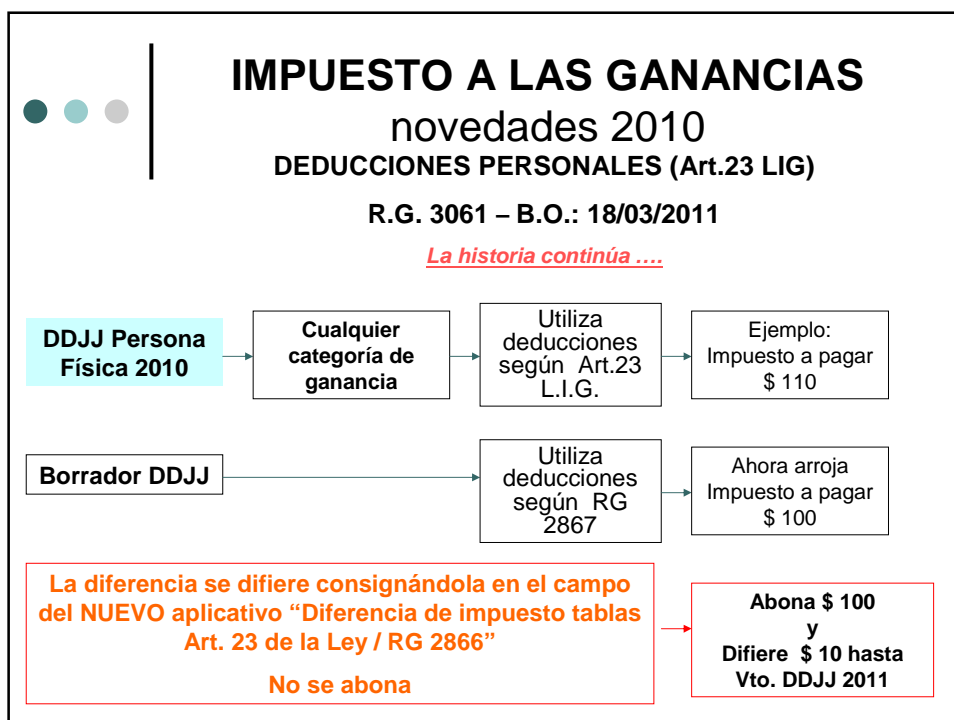 IMPUESTO A LAS GANANCIAS
novedades 2010
DEDUCCIONES PERSONALES (Art.23 LIG)
R.G. 3061 – B.O.: 18/03/2011
La historia continúa ….
DDJJ Persona
Física 2010
Cualquier
categoría de
ganancia
Utiliza
deducciones
según Art.23
L.I.G.
Ejemplo:
Impuesto a pagar
$ 110
Borrador DDJJ
Utiliza
deducciones
según RG
2867
Ahora arroja
Impuesto a pagar
$ 100
La diferencia se difiere consignándola en el campo
del NUEVO aplicativo “Diferencia de impuesto tablas
Art. 23 de la Ley / RG 2866”
No se abona
Abona $ 100
y
Difiere $ 10 hasta
Vto. DDJJ 2011